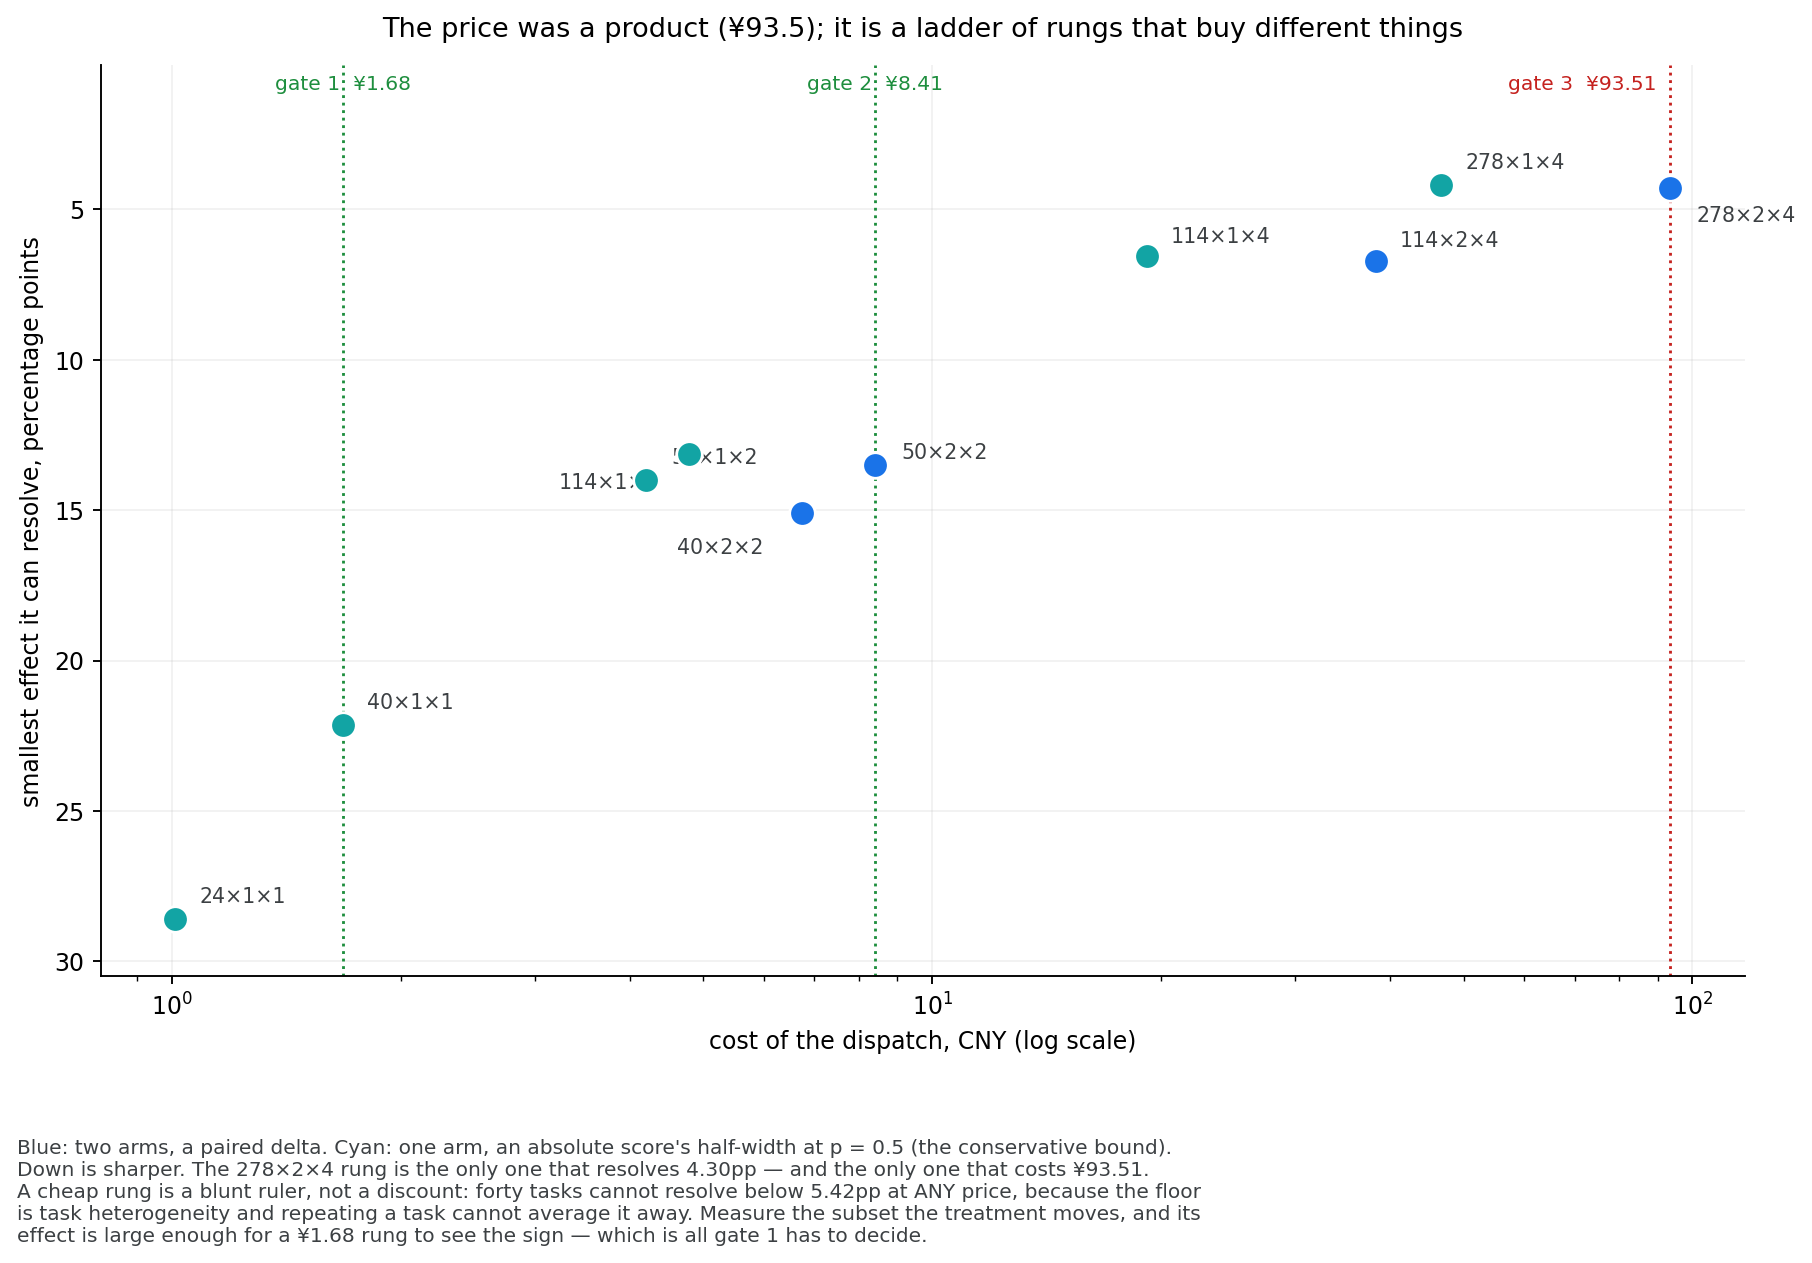 The price was a product (¥93.5); it is a ladder of rungs that buy different things
gate 1 ¥1.68
gate 2 ¥8.41
gate 3 ¥93.51
278×1×4
278×2×4
114×1×4
114×2×4
×1×2
50×2×2
114×1
40×2×2
40×1×1
24×1×1
5
10
15
20
25
30
smallest effect it can resolve, percentage points
10⁰
10¹
10²
cost of the dispatch, CNY (log scale)
Blue: two arms, a paired delta. Cyan: one arm, an absolute score's half-width at p = 0.5 (the conservative bound).
Down is sharper. The 278×2×4 rung is the only one that resolves 4.30pp — and the only one that costs ¥93.51.
A cheap rung is a blunt ruler, not a discount: forty tasks cannot resolve below 5.42pp at ANY price, because the floor
is task heterogeneity and repeating a task cannot average it away. Measure the subset the treatment moves, and its
effect is large enough for a ¥1.68 rung to see the sign — which is all gate 1 has to decide.